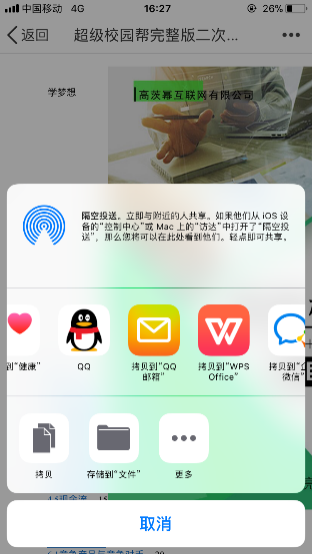 中国移动 4G 16:27 26%
返回 超级校园帮完整版二次...
学梦想
高茨幂互联网有限公司
隔空投送。立即与附近的人共享。如果他们从 iOS 设
备的“控制中心”或 Mac 上的“访达”中打开了“隔空投
送”，那么您将可以在此处看到他们。轻点即可共享。
到“健康”
QQ
拷贝到“QQ
邮箱”
拷贝到“WPS
Office”
拷贝到“企
微信”
拷贝
存储到“文件”
更多
取消